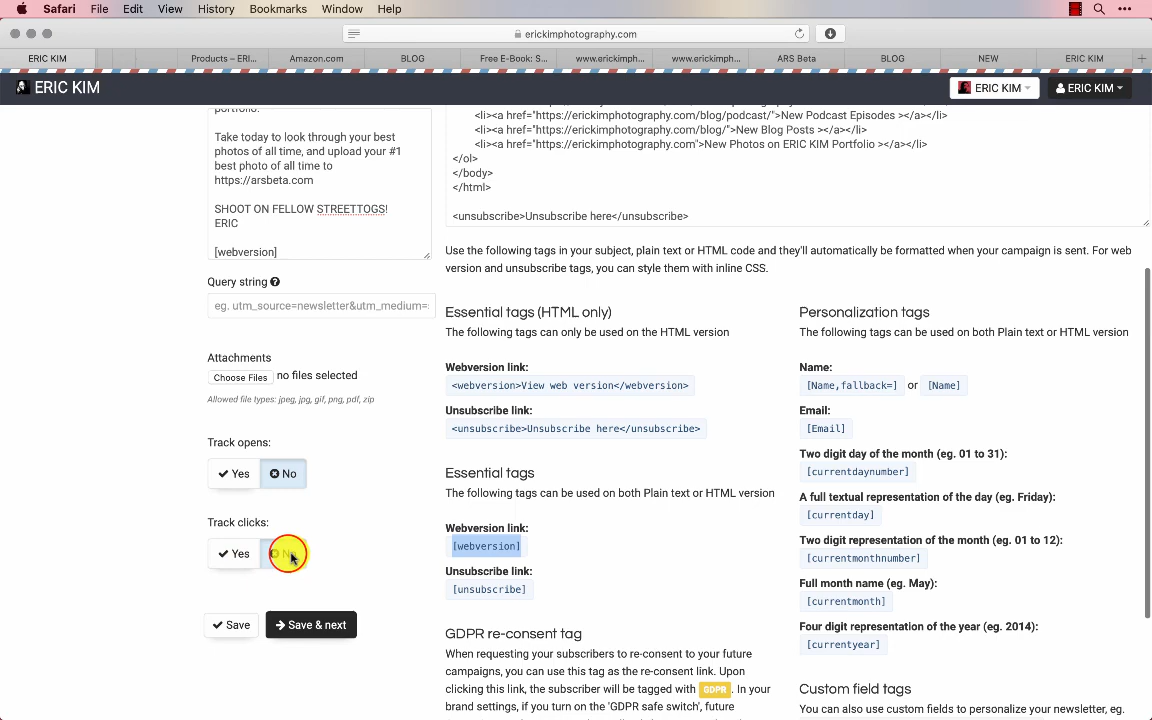 Safari File Edit View History Bookmarks Window Help
erickimphotography.com
ERIC KIM Products – ERI... Amazon.com BLOG Free E-Book: S... www.erickimph... www.erickimph... ARS Beta BLOG NEW ERIC KIM
ERIC KIM ERIC KIM ERIC KIM
portfolio.
Take today to look through your best
photos of all time, and upload your #1
best photo of all time to
https://arsbeta.com
SHOOT ON FELLOW STREETTOGS!
ERIC
[webversion]
Query string
eg. utm_source=newsletter&utm_medium=
Attachments
Choose Files no files selected
Allowed file types: jpeg, jpg, gif, png, pdf, zip
Track opens:
Yes No
Track clicks:
Yes No
Save Save & next
<li><a href="https://erickimphotography.com/blog/podcast/">New Podcast Episodes ></a></li>
<li><a href="https://erickimphotography.com/blog/">New Blog Posts ></a></li>
<li><a href="https://erickimphotography.com">New Photos on ERIC KIM Portfolio ></a></li>
</ol>
</body>
</html>
<unsubscribe>Unsubscribe here</unsubscribe>
Use the following tags in your subject, plain text or HTML code and they'll automatically be formatted when your campaign is sent. For web
version and unsubscribe tags, you can style them with inline CSS.
Essential tags (HTML only)
The following tags can only be used on the HTML version
Webversion link:
<webversion>View web version</webversion>
Unsubscribe link:
<unsubscribe>Unsubscribe here</unsubscribe>
Essential tags
The following tags can be used on both Plain text or HTML version
Webversion link:
[webversion]
Unsubscribe link:
[unsubscribe]
GDPR re-consent tag
When requesting your subscribers to re-consent to your future
campaigns, you can use this tag as the re-consent link. Upon
clicking this link, the subscriber will be tagged with GDPR. In your
brand settings, if you turn on the 'GDPR safe switch', future
Personalization tags
The following tags can be used on both Plain text or HTML version
Name:
[Name,fallback=] or [Name]
Email:
[Email]
Two digit day of the month (eg. 01 to 31):
[currentdaynumber]
A full textual representation of the day (eg. Friday):
[currentday]
Two digit representation of the month (eg. 01 to 12):
[currentmonthnumber]
Full month name (eg. May):
[currentmonth]
Four digit representation of the year (eg. 2014):
[currentyear]
Custom field tags
You can also use custom fields to personalize your newsletter, eg.